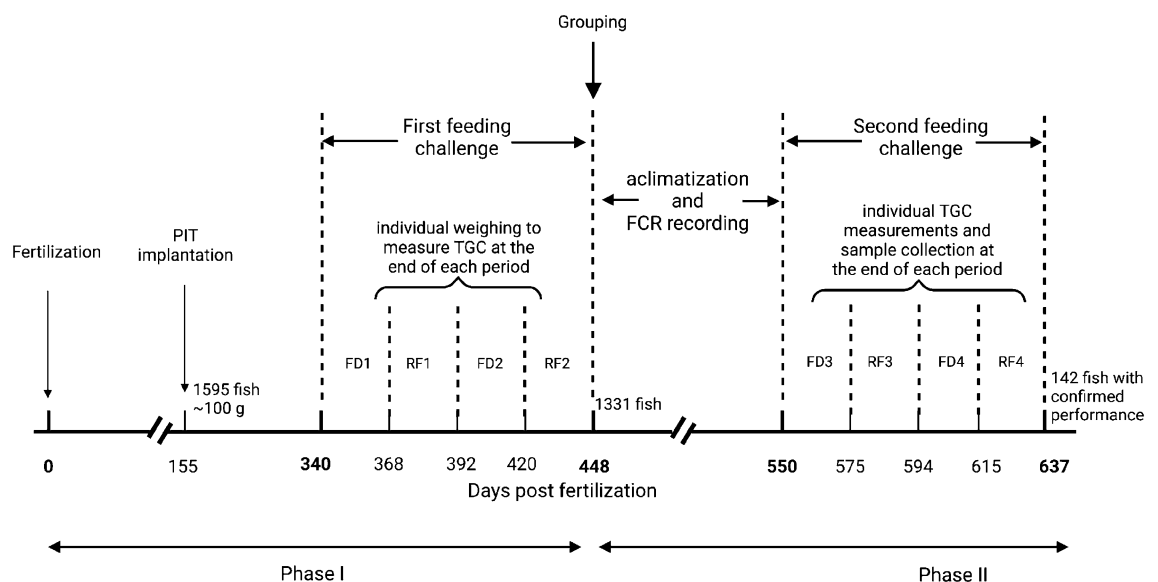 Grouping
First feeding
challenge
Second feeding
challenge
aclimatization
and
FCR recording
individual weighing to
measure TGC at the
end of each period
individual TGC
measurements and
sample collection at
the end of each period
Fertilization
PIT
implantation
FD1
RF1
FD2
RF2
FD3
RF3
FD4
RF4
1595 fish
~100 g
1331 fish
142 fish with
confirmed
performance
0
155
340
368
392
420
448
550
575
594
615
637
Days post fertilization
Phase I
Phase II